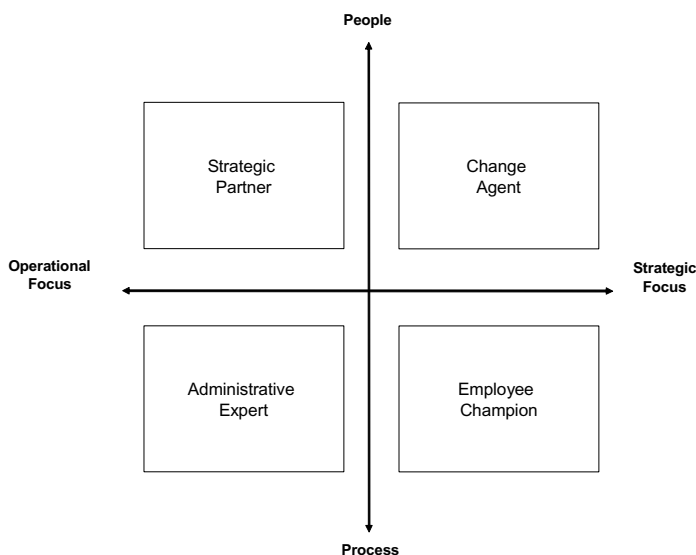 People
Strategic
Partner
Change
Agent
Operational
Focus
Strategic
Focus
Administrative
Expert
Employee
Champion
Process